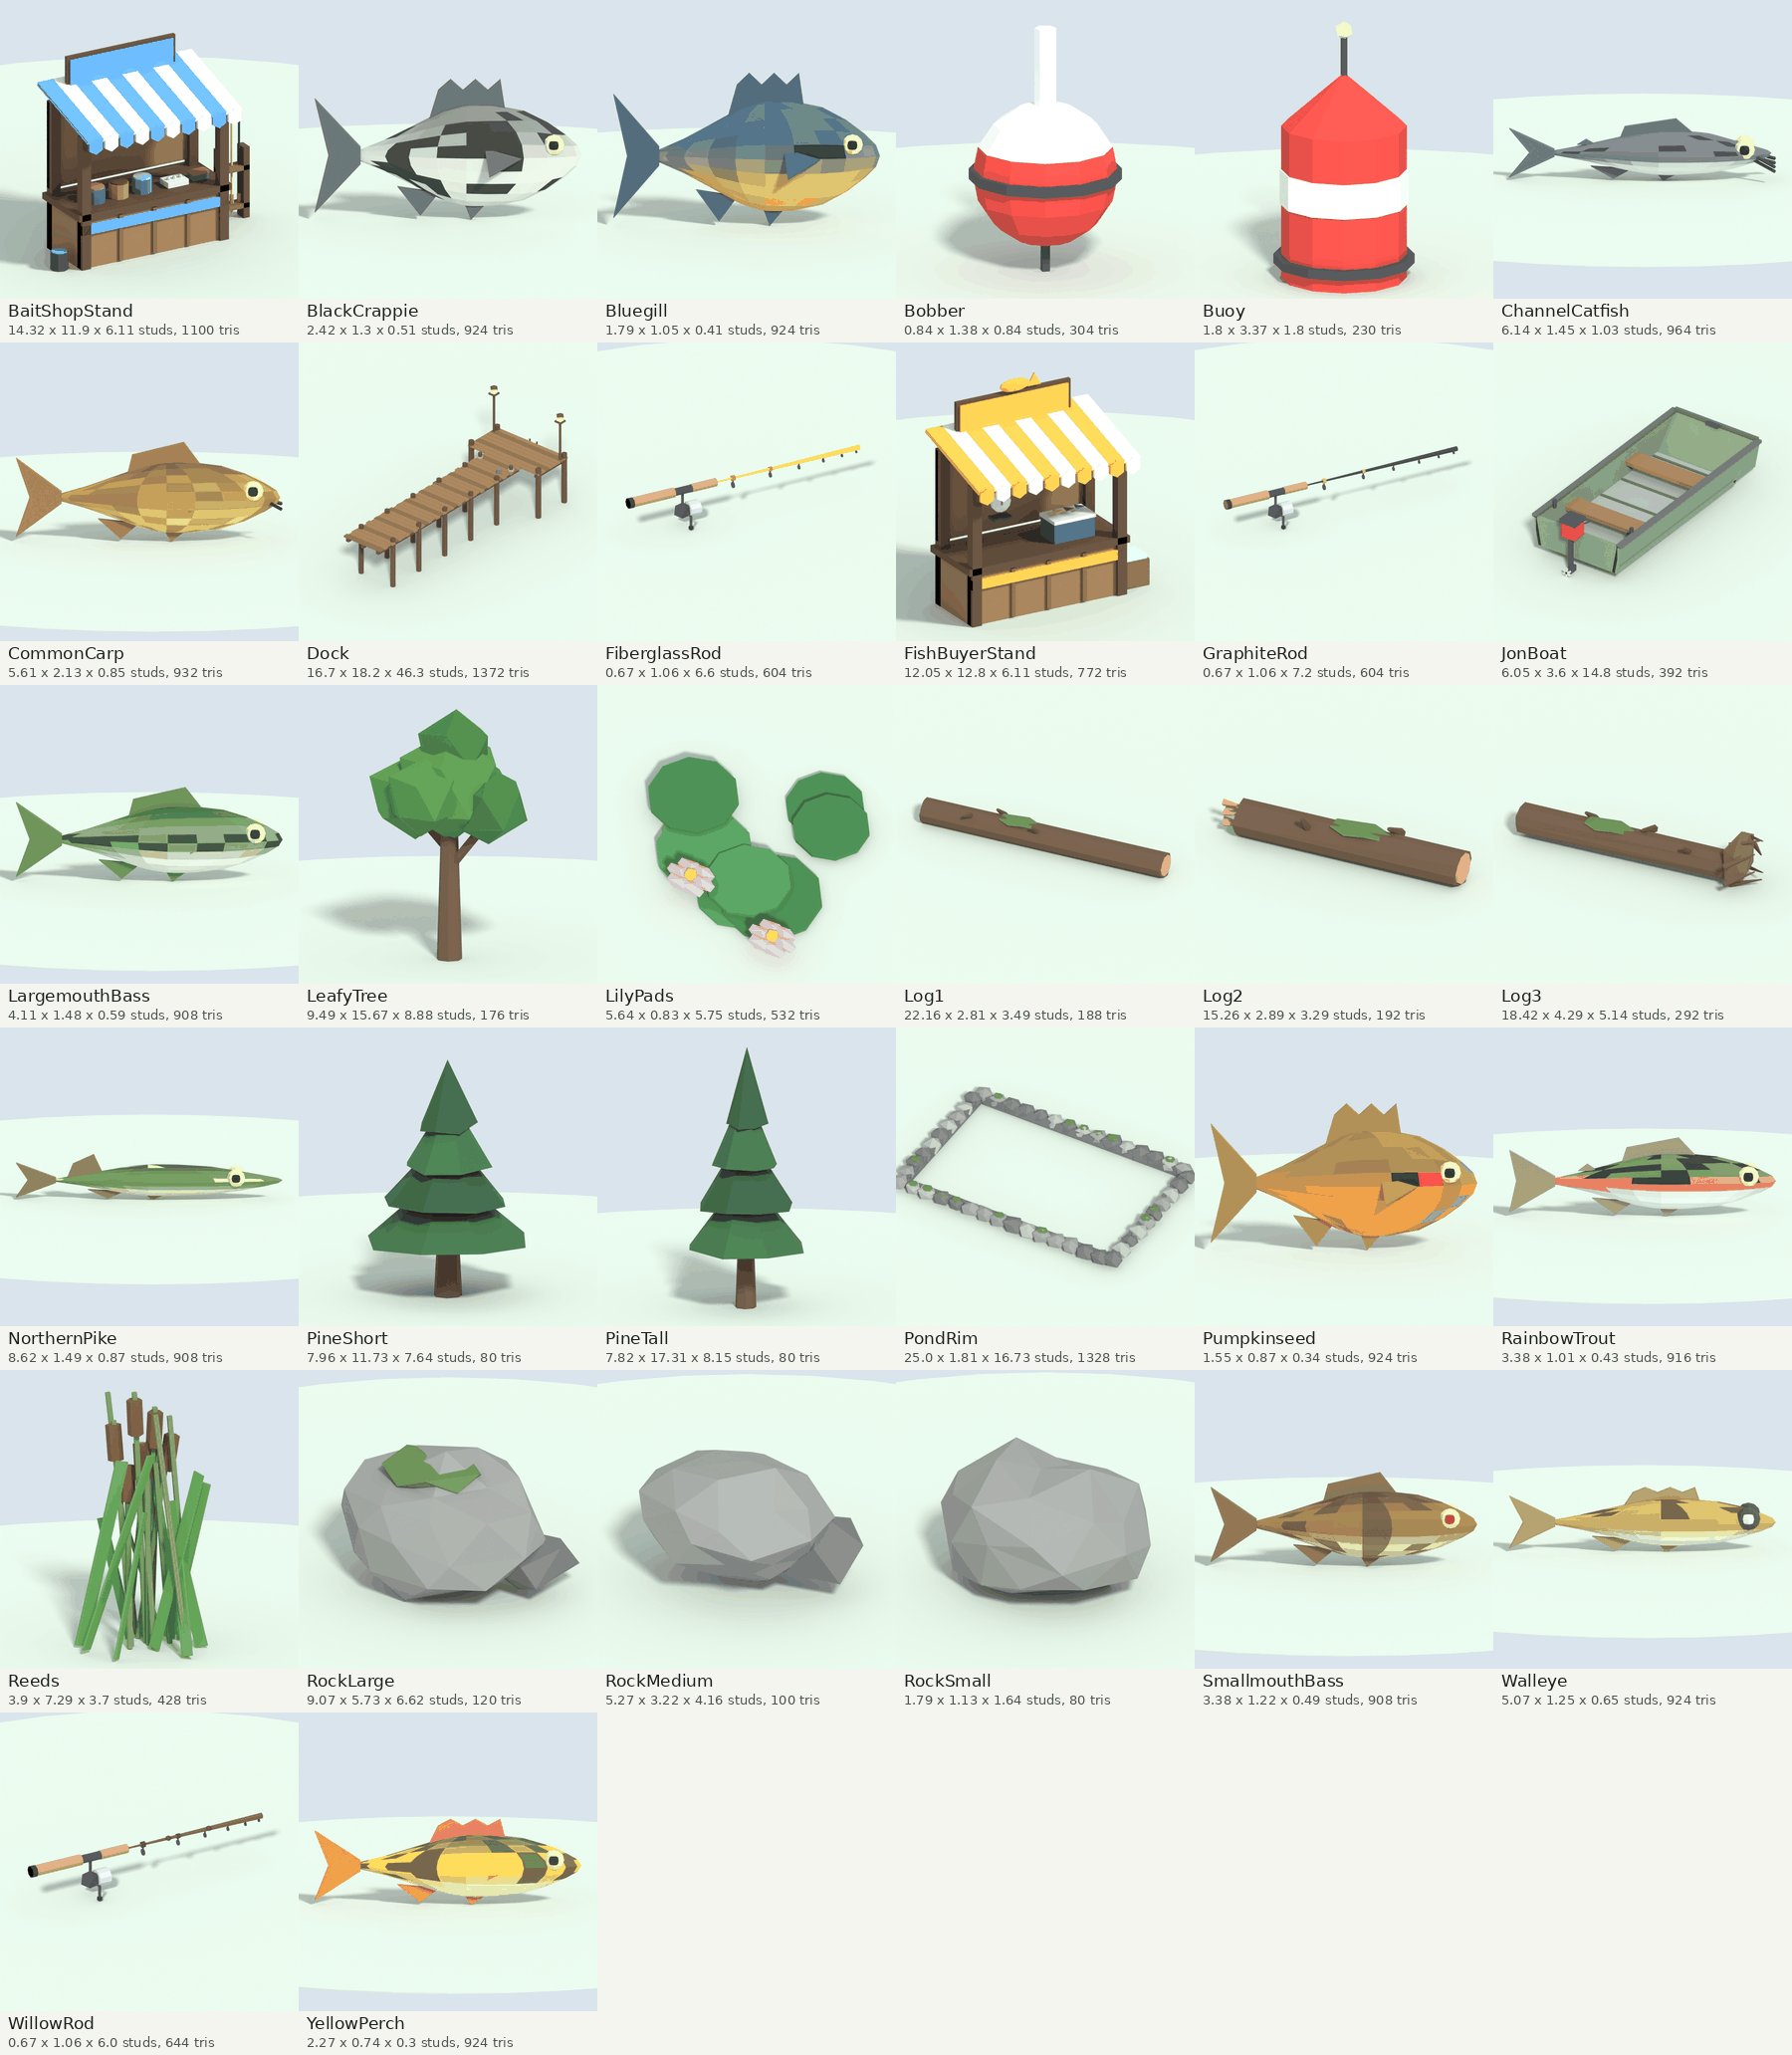 BaitShopStand
14.32 x 11.9 x 6.11 studs, 1100 tris
BlackCrappie
2.42 x 1.3 x 0.51 studs, 924 tris
Bluegill
1.79 x 1.05 x 0.41 studs, 924 tris
Bobber
0.84 x 1.38 x 0.84 studs, 304 tris
Buoy
1.8 x 3.37 x 1.8 studs, 230 tris
ChannelCatfish
6.14 x 1.45 x 1.03 studs, 964 tris
CommonCarp
5.61 x 2.13 x 0.85 studs, 932 tris
Dock
16.7 x 18.2 x 46.3 studs, 1372 tris
FiberglassRod
0.67 x 1.06 x 6.6 studs, 604 tris
FishBuyerStand
12.05 x 12.8 x 6.11 studs, 772 tris
GraphiteRod
0.67 x 1.06 x 7.2 studs, 604 tris
JonBoat
6.05 x 3.6 x 14.8 studs, 392 tris
LargemouthBass
4.11 x 1.48 x 0.59 studs, 908 tris
LeafyTree
9.49 x 15.67 x 8.88 studs, 176 tris
LilyPads
5.64 x 0.83 x 5.75 studs, 532 tris
Log1
22.16 x 2.81 x 3.49 studs, 188 tris
Log2
15.26 x 2.89 x 3.29 studs, 192 tris
Log3
18.42 x 4.29 x 5.14 studs, 292 tris
NorthernPike
8.62 x 1.49 x 0.87 studs, 908 tris
PineShort
7.96 x 11.73 x 7.64 studs, 80 tris
PineTall
7.82 x 17.31 x 8.15 studs, 80 tris
PondRim
25.0 x 1.81 x 16.73 studs, 1328 tris
Pumpkinseed
1.55 x 0.87 x 0.34 studs, 924 tris
RainbowTrout
3.38 x 1.01 x 0.43 studs, 916 tris
Reeds
3.9 x 7.29 x 3.7 studs, 428 tris
RockLarge
9.07 x 5.73 x 6.62 studs, 120 tris
RockMedium
5.27 x 3.22 x 4.16 studs, 100 tris
RockSmall
1.79 x 1.13 x 1.64 studs, 80 tris
SmallmouthBass
3.38 x 1.22 x 0.49 studs, 908 tris
Walleye
5.07 x 1.25 x 0.65 studs, 924 tris
WillowRod
0.67 x 1.06 x 6.0 studs, 644 tris
YellowPerch
2.27 x 0.74 x 0.3 studs, 924 tris